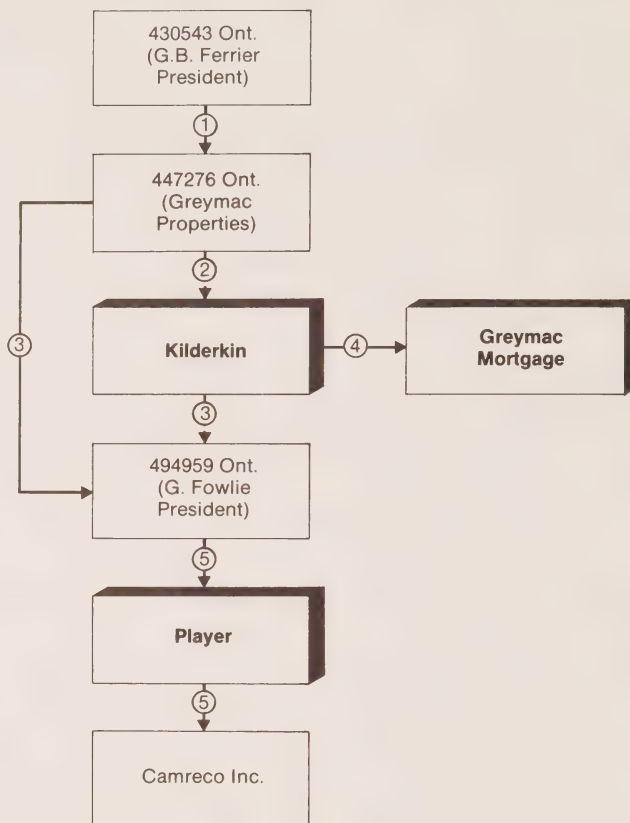 430543 Ont.
(G.B. Ferrier
President)
1
447276 Ont.
(Greymac
Properties)
2
3
Kilderkin
4
Greymac
Mortgage
3
494959 Ont.
(G. Fowlie
President)
5
Player
5
Camreco Inc.